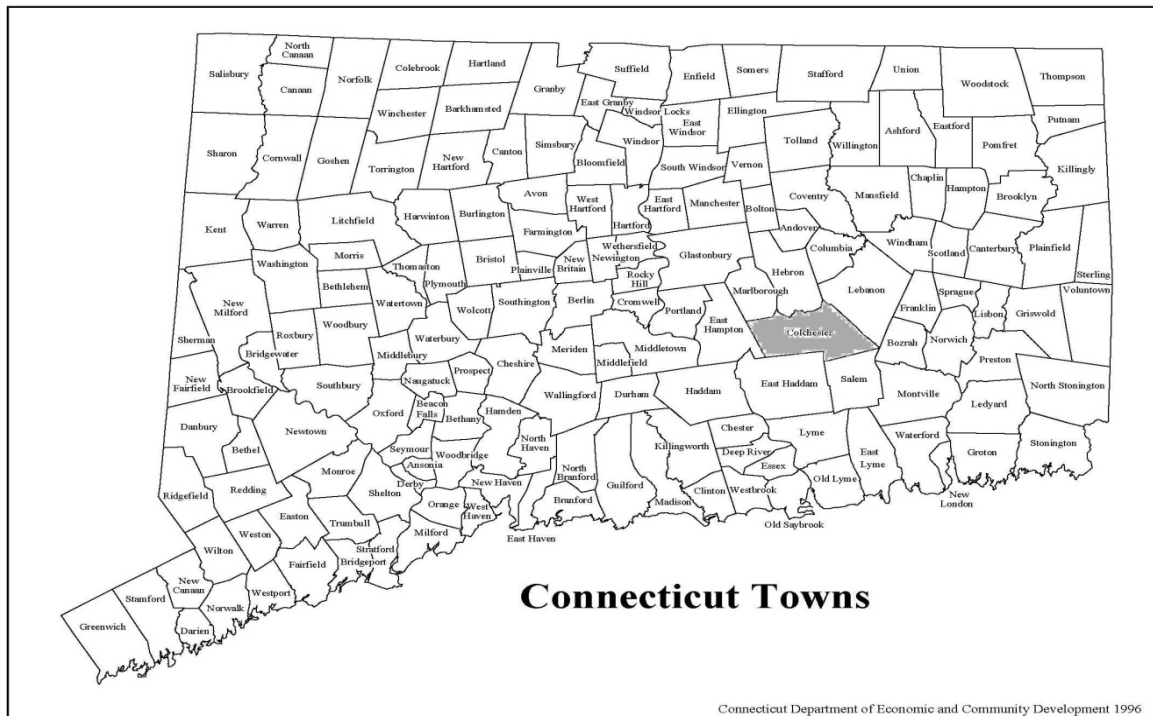 North
Canaan
Salisbury
Canaan
Norfolk
Colebrook
Hartland
Granby
Suffield
Enfield
Somers
Stafford
Union
Woodstock
Thompson
Winchester
Barkhamsted
East Granby
Windsor Locks
East
Windsor
Ellington
Putnam
Sharon
Cornwall
Goshen
Torrington
New
Hartford
Canton
Simsbury
Bloomfield
Windsor
South Windsor
Vernon
Tolland
Willington
Ashford
Eastford
Pomfret
Killingly
Kent
Warren
Litchfield
Harwinton
Burlington
Avon
Farmington
West
Hartford
Hartford
East
Hartford
Manchester
Bolton
Coventry
Andover
Mansfield
Chaplin
Hampton
Brooklyn
Washington
Morris
Bethlehem
Thomaston
Plymouth
Bristol
Plainville
New
Britain
Wethersfield
Newington
Rocky
Hill
Glastonbury
Hebron
Columbia
Windham
Scotland
Canterbury
Plainfield
Sterling
New
Milford
Sherman
Roxbury
Bridgewater
Woodbury
Watertown
Middlebury
Waterbury
Wolcott
Southington
Berlin
Cromwell
Portland
East
Hampton
Marlborough
Colchester
Lebanon
Franklin
Sprague
Bozrah
Norwich
Lisbon
Griswold
Voluntown
Preston
New
Fairfield
Brookfield
Southbury
Naugatuck
Prospect
Cheshire
Meriden
Middlefield
Middletown
Wallingford
Durham
Haddam
East Haddam
Salem
Montville
North Stonington
Danbury
Bethel
Newtown
Oxford
Beacon
Falls
Bethany
Hamden
North
Haven
Seymour
Woodbridge
Ansonia
Derby
Killingworth
Chester
Deep River
Essex
Lyme
East
Lyme
Waterford
Ledyard
Groton
Stonington
Ridgefield
Redding
Monroe
Shelton
New Haven
Orange
West
Haven
North
Branford
Branford
Guilford
Madison
Clinton
Westbrook
Old Lyme
Old Saybrook
New
London
East Haven
Wilton
Weston
Easton
Trumbull
Stratford
Milford
Bridgeport
Fairfield
Westport
New
Canaan
Norwalk
Stamford
Darien
Greenwich
Connecticut Towns
Connecticut Department of Economic and Community Development 1996